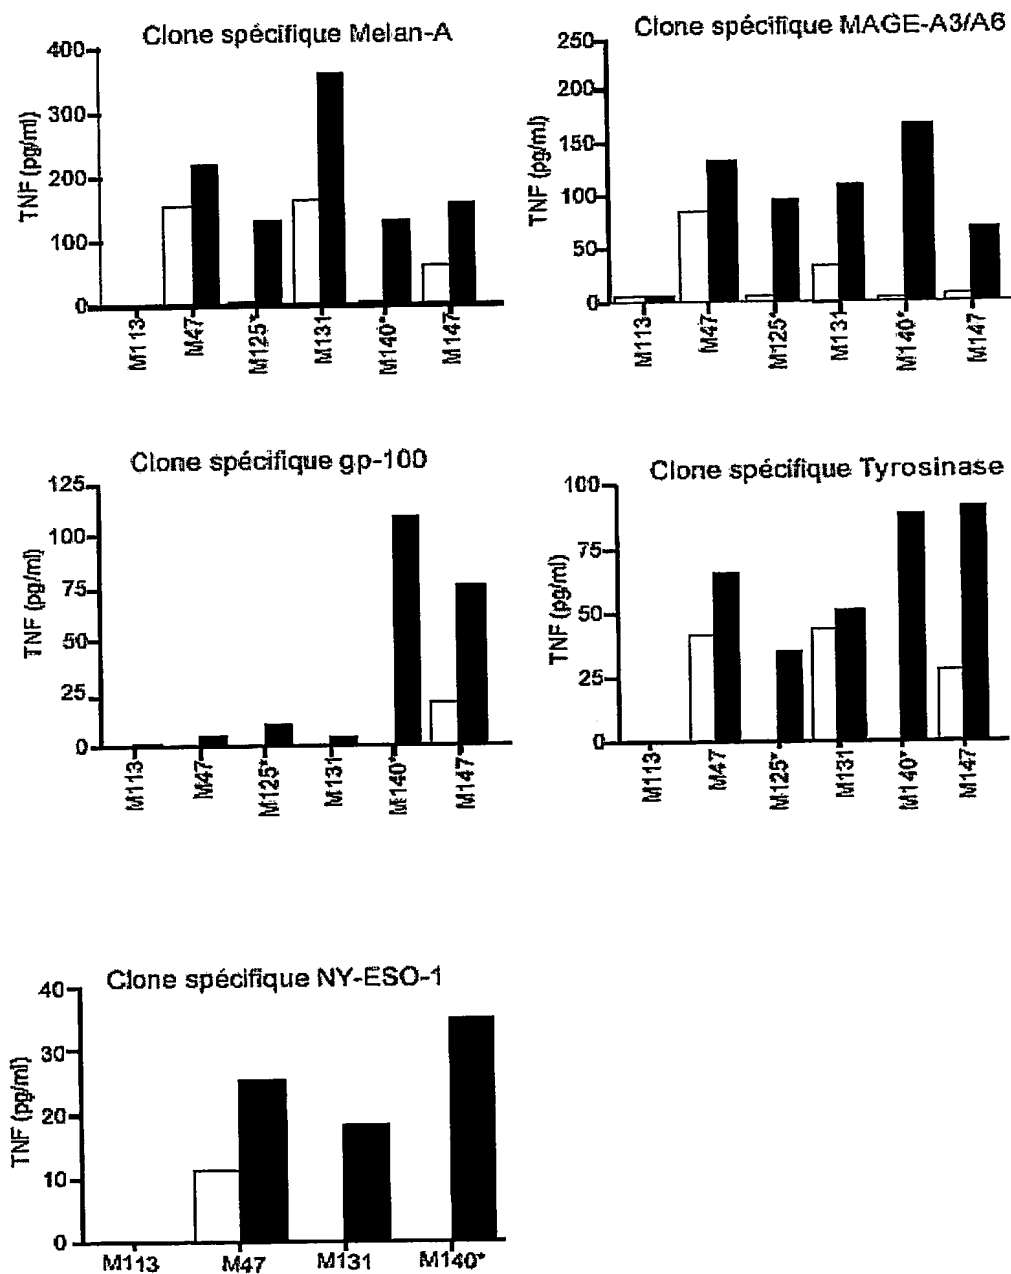 Clone spécifique Melan-A
TNF (pg/ml)
400
300
200
100
0
M113
M47
M125*
M131
M140*
M147
Clone spécifique MAGE-A3/A6
TNF (pg/ml)
250
200
150
100
50
0
M113
M47
M125*
M131
M140*
M147
Clone spécifique gp-100
TNF (pg/ml)
125
100
75
50
25
0
M113
M47
M125*
M131
M140*
M147
Clone spécifique Tyrosinase
TNF (pg/ml)
100
75
50
25
0
M113
M47
M125*
M131
M140*
M147
Clone spécifique NY-ESO-1
TNF (pg/ml)
40
30
20
10
0
M113
M47
M131
M140*